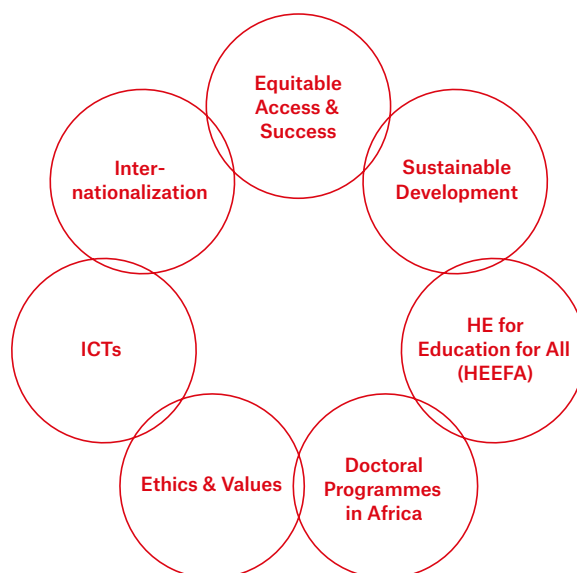 Equitable
Access &
Success
Inter-
nationalization
Sustainable
Development
ICTs
HE for
Education for All
(HEEFA)
Ethics & Values
Doctoral
Programmes
in Africa